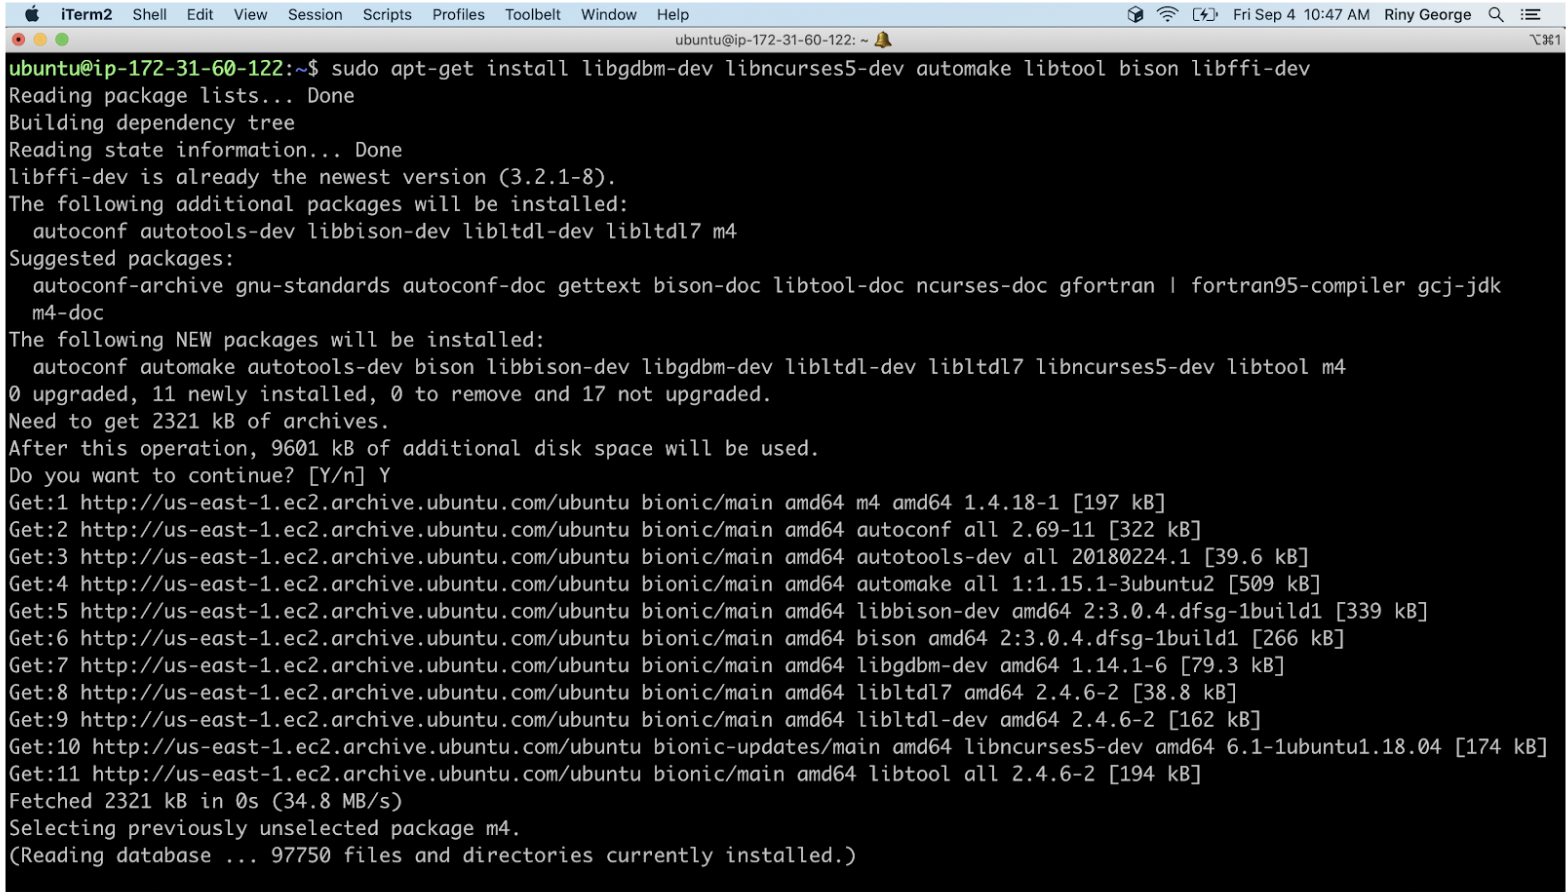 iTerm2 Shell Edit View Session Scripts Profiles Toolbelt Window Help Fri Sep 4 10:47 AM Riny George
ubuntu@ip-172-31-60-122: ~ 🔔 ⌥⌘1
ubuntu@ip-172-31-60-122:~$ sudo apt-get install libgdbm-dev libncurses5-dev automake libtool bison libffi-dev
Reading package lists... Done
Building dependency tree
Reading state information... Done
libffi-dev is already the newest version (3.2.1-8).
The following additional packages will be installed:
  autoconf autotools-dev libbison-dev libltdl-dev libltdl7 m4
Suggested packages:
  autoconf-archive gnu-standards autoconf-doc gettext bison-doc libtool-doc ncurses-doc gfortran | fortran95-compiler gcj-jdk
  m4-doc
The following NEW packages will be installed:
  autoconf automake autotools-dev bison libbison-dev libgdbm-dev libltdl-dev libltdl7 libncurses5-dev libtool m4
0 upgraded, 11 newly installed, 0 to remove and 17 not upgraded.
Need to get 2321 kB of archives.
After this operation, 9601 kB of additional disk space will be used.
Do you want to continue? [Y/n] Y
Get:1 http://us-east-1.ec2.archive.ubuntu.com/ubuntu bionic/main amd64 m4 amd64 1.4.18-1 [197 kB]
Get:2 http://us-east-1.ec2.archive.ubuntu.com/ubuntu bionic/main amd64 autoconf all 2.69-11 [322 kB]
Get:3 http://us-east-1.ec2.archive.ubuntu.com/ubuntu bionic/main amd64 autotools-dev all 20180224.1 [39.6 kB]
Get:4 http://us-east-1.ec2.archive.ubuntu.com/ubuntu bionic/main amd64 automake all 1:1.15.1-3ubuntu2 [509 kB]
Get:5 http://us-east-1.ec2.archive.ubuntu.com/ubuntu bionic/main amd64 libbison-dev amd64 2:3.0.4.dfsg-1build1 [339 kB]
Get:6 http://us-east-1.ec2.archive.ubuntu.com/ubuntu bionic/main amd64 bison amd64 2:3.0.4.dfsg-1build1 [266 kB]
Get:7 http://us-east-1.ec2.archive.ubuntu.com/ubuntu bionic/main amd64 libgdbm-dev amd64 1.14.1-6 [79.3 kB]
Get:8 http://us-east-1.ec2.archive.ubuntu.com/ubuntu bionic/main amd64 libltdl7 amd64 2.4.6-2 [38.8 kB]
Get:9 http://us-east-1.ec2.archive.ubuntu.com/ubuntu bionic/main amd64 libltdl-dev amd64 2.4.6-2 [162 kB]
Get:10 http://us-east-1.ec2.archive.ubuntu.com/ubuntu bionic-updates/main amd64 libncurses5-dev amd64 6.1-1ubuntu1.18.04 [174 kB]
Get:11 http://us-east-1.ec2.archive.ubuntu.com/ubuntu bionic/main amd64 libtool all 2.4.6-2 [194 kB]
Fetched 2321 kB in 0s (34.8 MB/s)
Selecting previously unselected package m4.
(Reading database ... 97750 files and directories currently installed.)